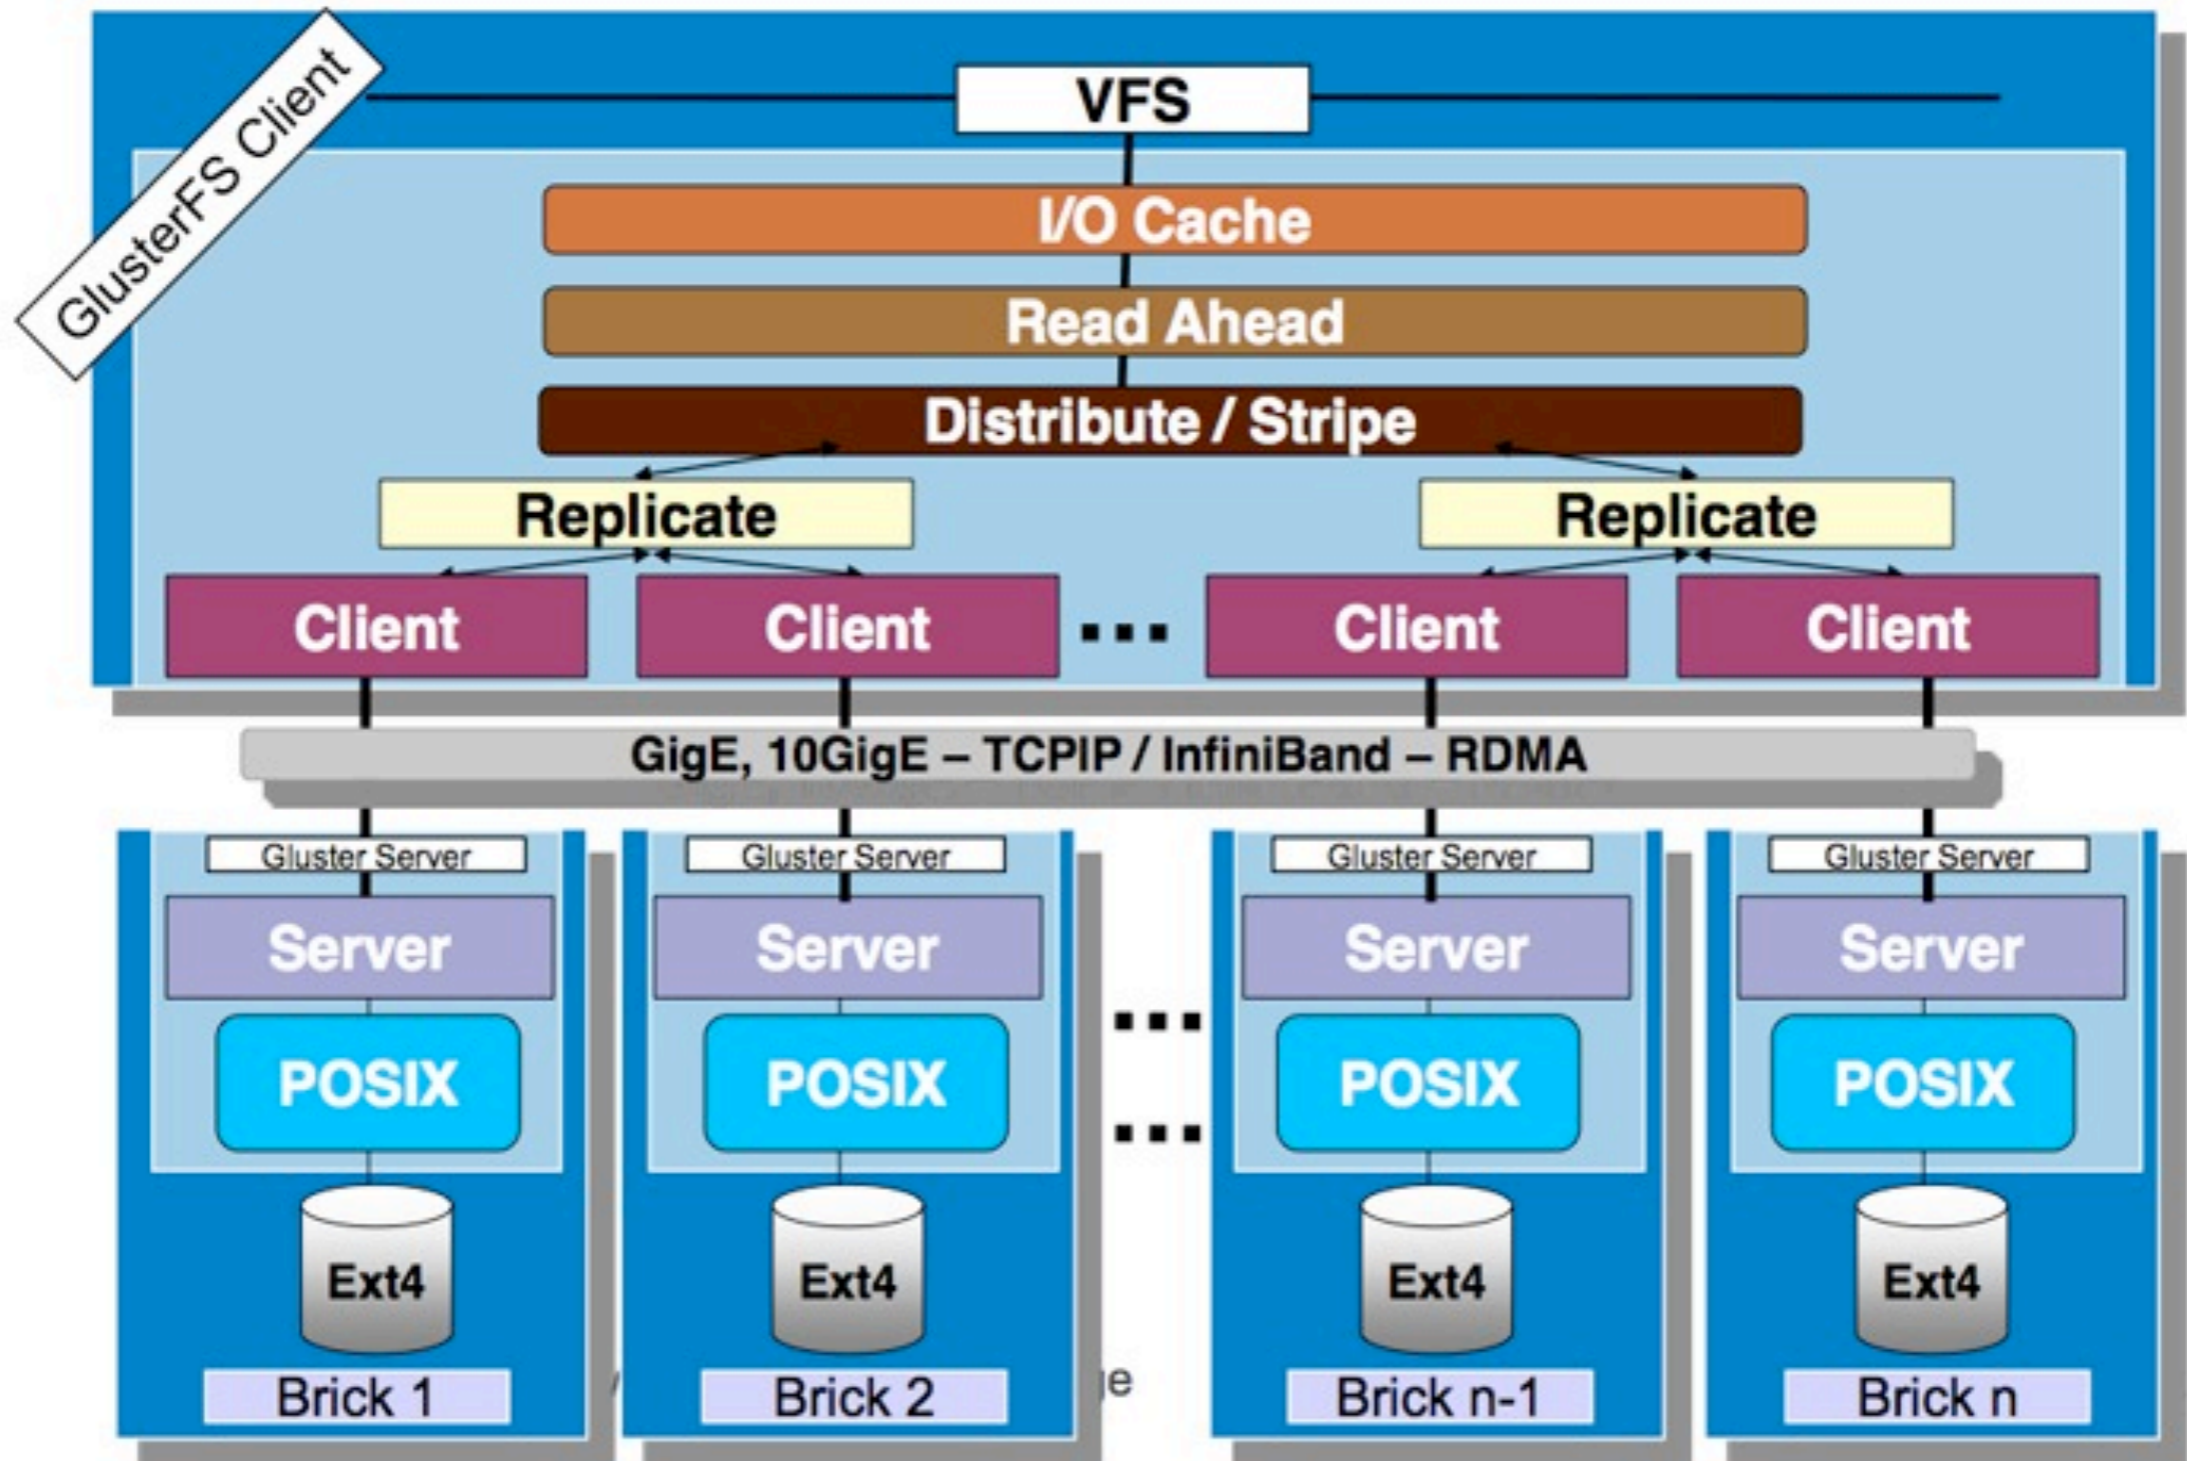 GlusterFS Client
VFS
I/O Cache
Read Ahead
Distribute / Stripe
Replicate
Replicate
Client
Client
...
Client
Client
GigE, 10GigE – TCPIP / InfiniBand – RDMA
Gluster Server
Gluster Server
Gluster Server
Gluster Server
Server
Server
Server
Server
...
POSIX
POSIX
POSIX
POSIX
...
Ext4
Ext4
Ext4
Ext4
Brick 1
Brick 2
Brick n-1
Brick n